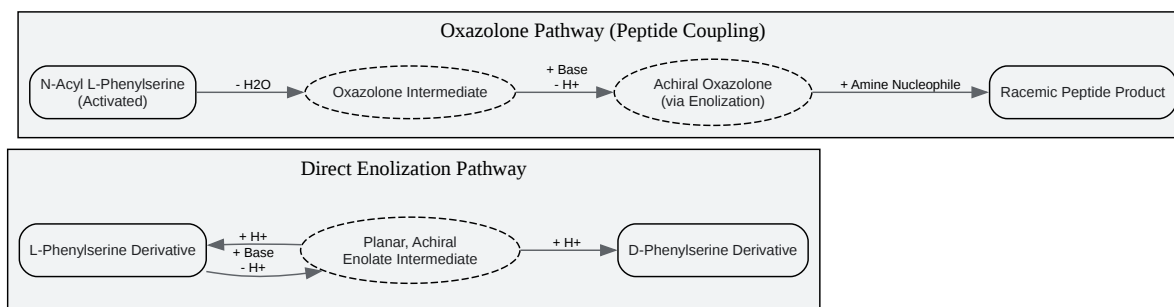 Oxazolone Pathway (Peptide Coupling)
N-Acyl L-Phenylserine
(Activated)
- H2O
Oxazolone Intermediate
+ Base
- H+
Achiral Oxazolone
(via Enolization)
+ Amine Nucleophile
Racemic Peptide Product
Direct Enolization Pathway
L-Phenylserine Derivative
+ H+
+ Base
- H+
Planar, Achiral
Enolate Intermediate
+ H+
D-Phenylserine Derivative